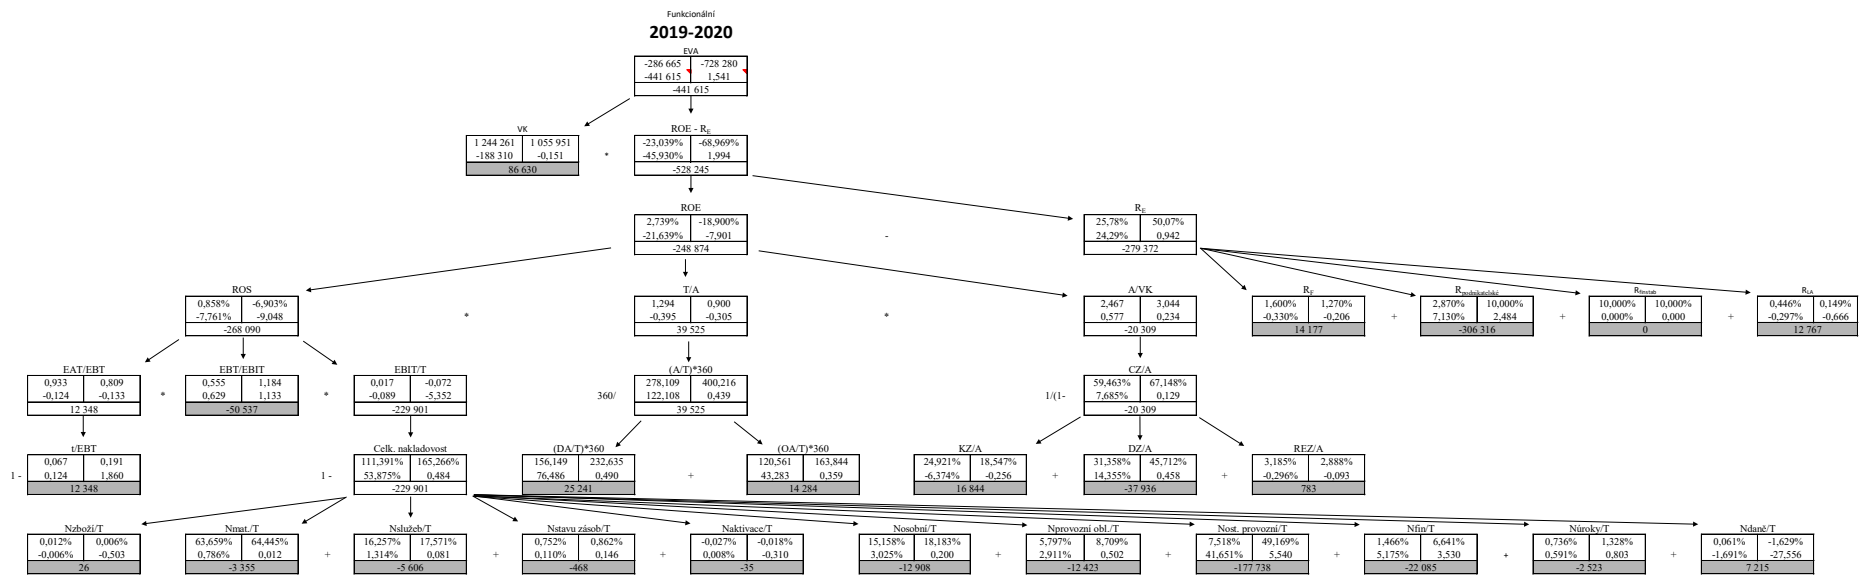 Funkcionální
2019-2020
EVA
-286 665 -728 280
-441 615 1,541
-441 615
VK ROE - RE
1 244 261 1 055 951 -23,039% -68,969%
-188 310 -0,151 * -45,930% 1,994
86 630 -528 245
ROE RE
2,739% -18,900% 25,78% 50,07%
-21,639% -7,901 - 24,29% 0,942
-248 874 -279 372
ROS T/A A/VK RF Rpodnikatelské Rfinstab RLA
0,858% -6,903% 1,294 0,900 2,467 3,044 1,600% 1,270% 2,870% 10,000% 10,000% 10,000% 0,446% 0,149%
-7,761% -9,048 * -0,395 -0,305 * 0,577 0,234 -0,330% -0,206 + 7,130% 2,484 + 0,000% 0,000 + -0,297% -0,666
-268 090 39 525 -20 309 14 177 -306 316 0 12 767
EAT/EBT EBT/EBIT EBIT/T (A/T)*360 CZ/A
0,933 0,809 0,555 1,184 0,017 -0,072 278,109 400,216 59,463% 67,148%
-0,124 -0,133 * 0,629 1,133 * -0,089 -5,352 360/ 122,108 0,439 1/(1- 7,685% 0,129
12 348 -50 537 -229 901 39 525 -20 309
t/EBT Celk. nakladovost (DA/T)*360 (OA/T)*360 KZ/A DZ/A REZ/A
0,067 0,191 111,391% 165,266% 156,149 232,635 120,561 163,844 24,921% 18,547% 31,358% 45,712% 3,185% 2,888%
1 - 0,124 1,860 1 - 53,875% 0,484 76,486 0,490 + 43,283 0,359 -6,374% -0,256 + 14,355% 0,458 + -0,296% -0,093
12 348 -229 901 25 241 14 284 16 844 -37 936 783
Nzboží/T Nmat./T Nslužeb/T Nstavu zásob/T Naktivace/T Nosobní/T Nprovozní obl./T Nost. provozní/T Nfin/T Núroky/T Ndaně/T
0,012% 0,006% 63,659% 64,445% 16,257% 17,571% 0,752% 0,862% -0,027% -0,018% 15,158% 18,183% 5,797% 8,709% 7,518% 49,169% 1,466% 6,641% 0,736% 1,328% 0,061% -1,629%
-0,006% -0,503 0,786% 0,012 + 1,314% 0,081 + 0,110% 0,146 + 0,008% -0,310 3,025% 0,200 + 2,911% 0,502 + 41,651% 5,540 + 5,175% 3,530 + 0,591% 0,803 + -1,691% -27,556
26 -3 355 -5 606 -468 -35 -12 908 -12 423 -177 738 -22 085 -2 523 7 215